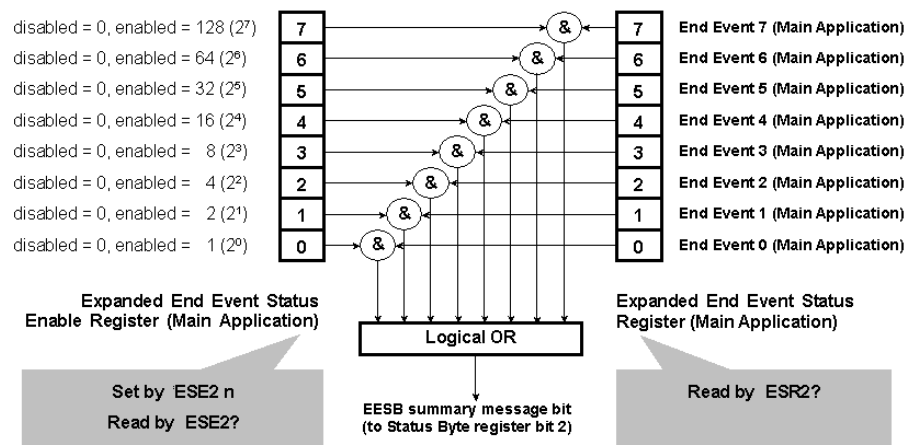 disabled = 0, enabled = 128 (2⁷) 7 & 7 End Event 7 (Main Application)
disabled = 0, enabled = 64 (2⁶) 6 & 6 End Event 6 (Main Application)
disabled = 0, enabled = 32 (2⁵) 5 & 5 End Event 5 (Main Application)
disabled = 0, enabled = 16 (2⁴) 4 & 4 End Event 4 (Main Application)
disabled = 0, enabled = 8 (2³) 3 & 3 End Event 3 (Main Application)
disabled = 0, enabled = 4 (2²) 2 & 2 End Event 2 (Main Application)
disabled = 0, enabled = 2 (2¹) 1 & 1 End Event 1 (Main Application)
disabled = 0, enabled = 1 (2⁰) 0 & 0 End Event 0 (Main Application)
Expanded End Event Status
Enable Register (Main Application)
Expanded End Event Status
Register (Main Application)
Logical OR
Set by ESE2 n
Read by ESE2?
Read by ESR2?
EESB summary message bit
(to Status Byte register bit 2)